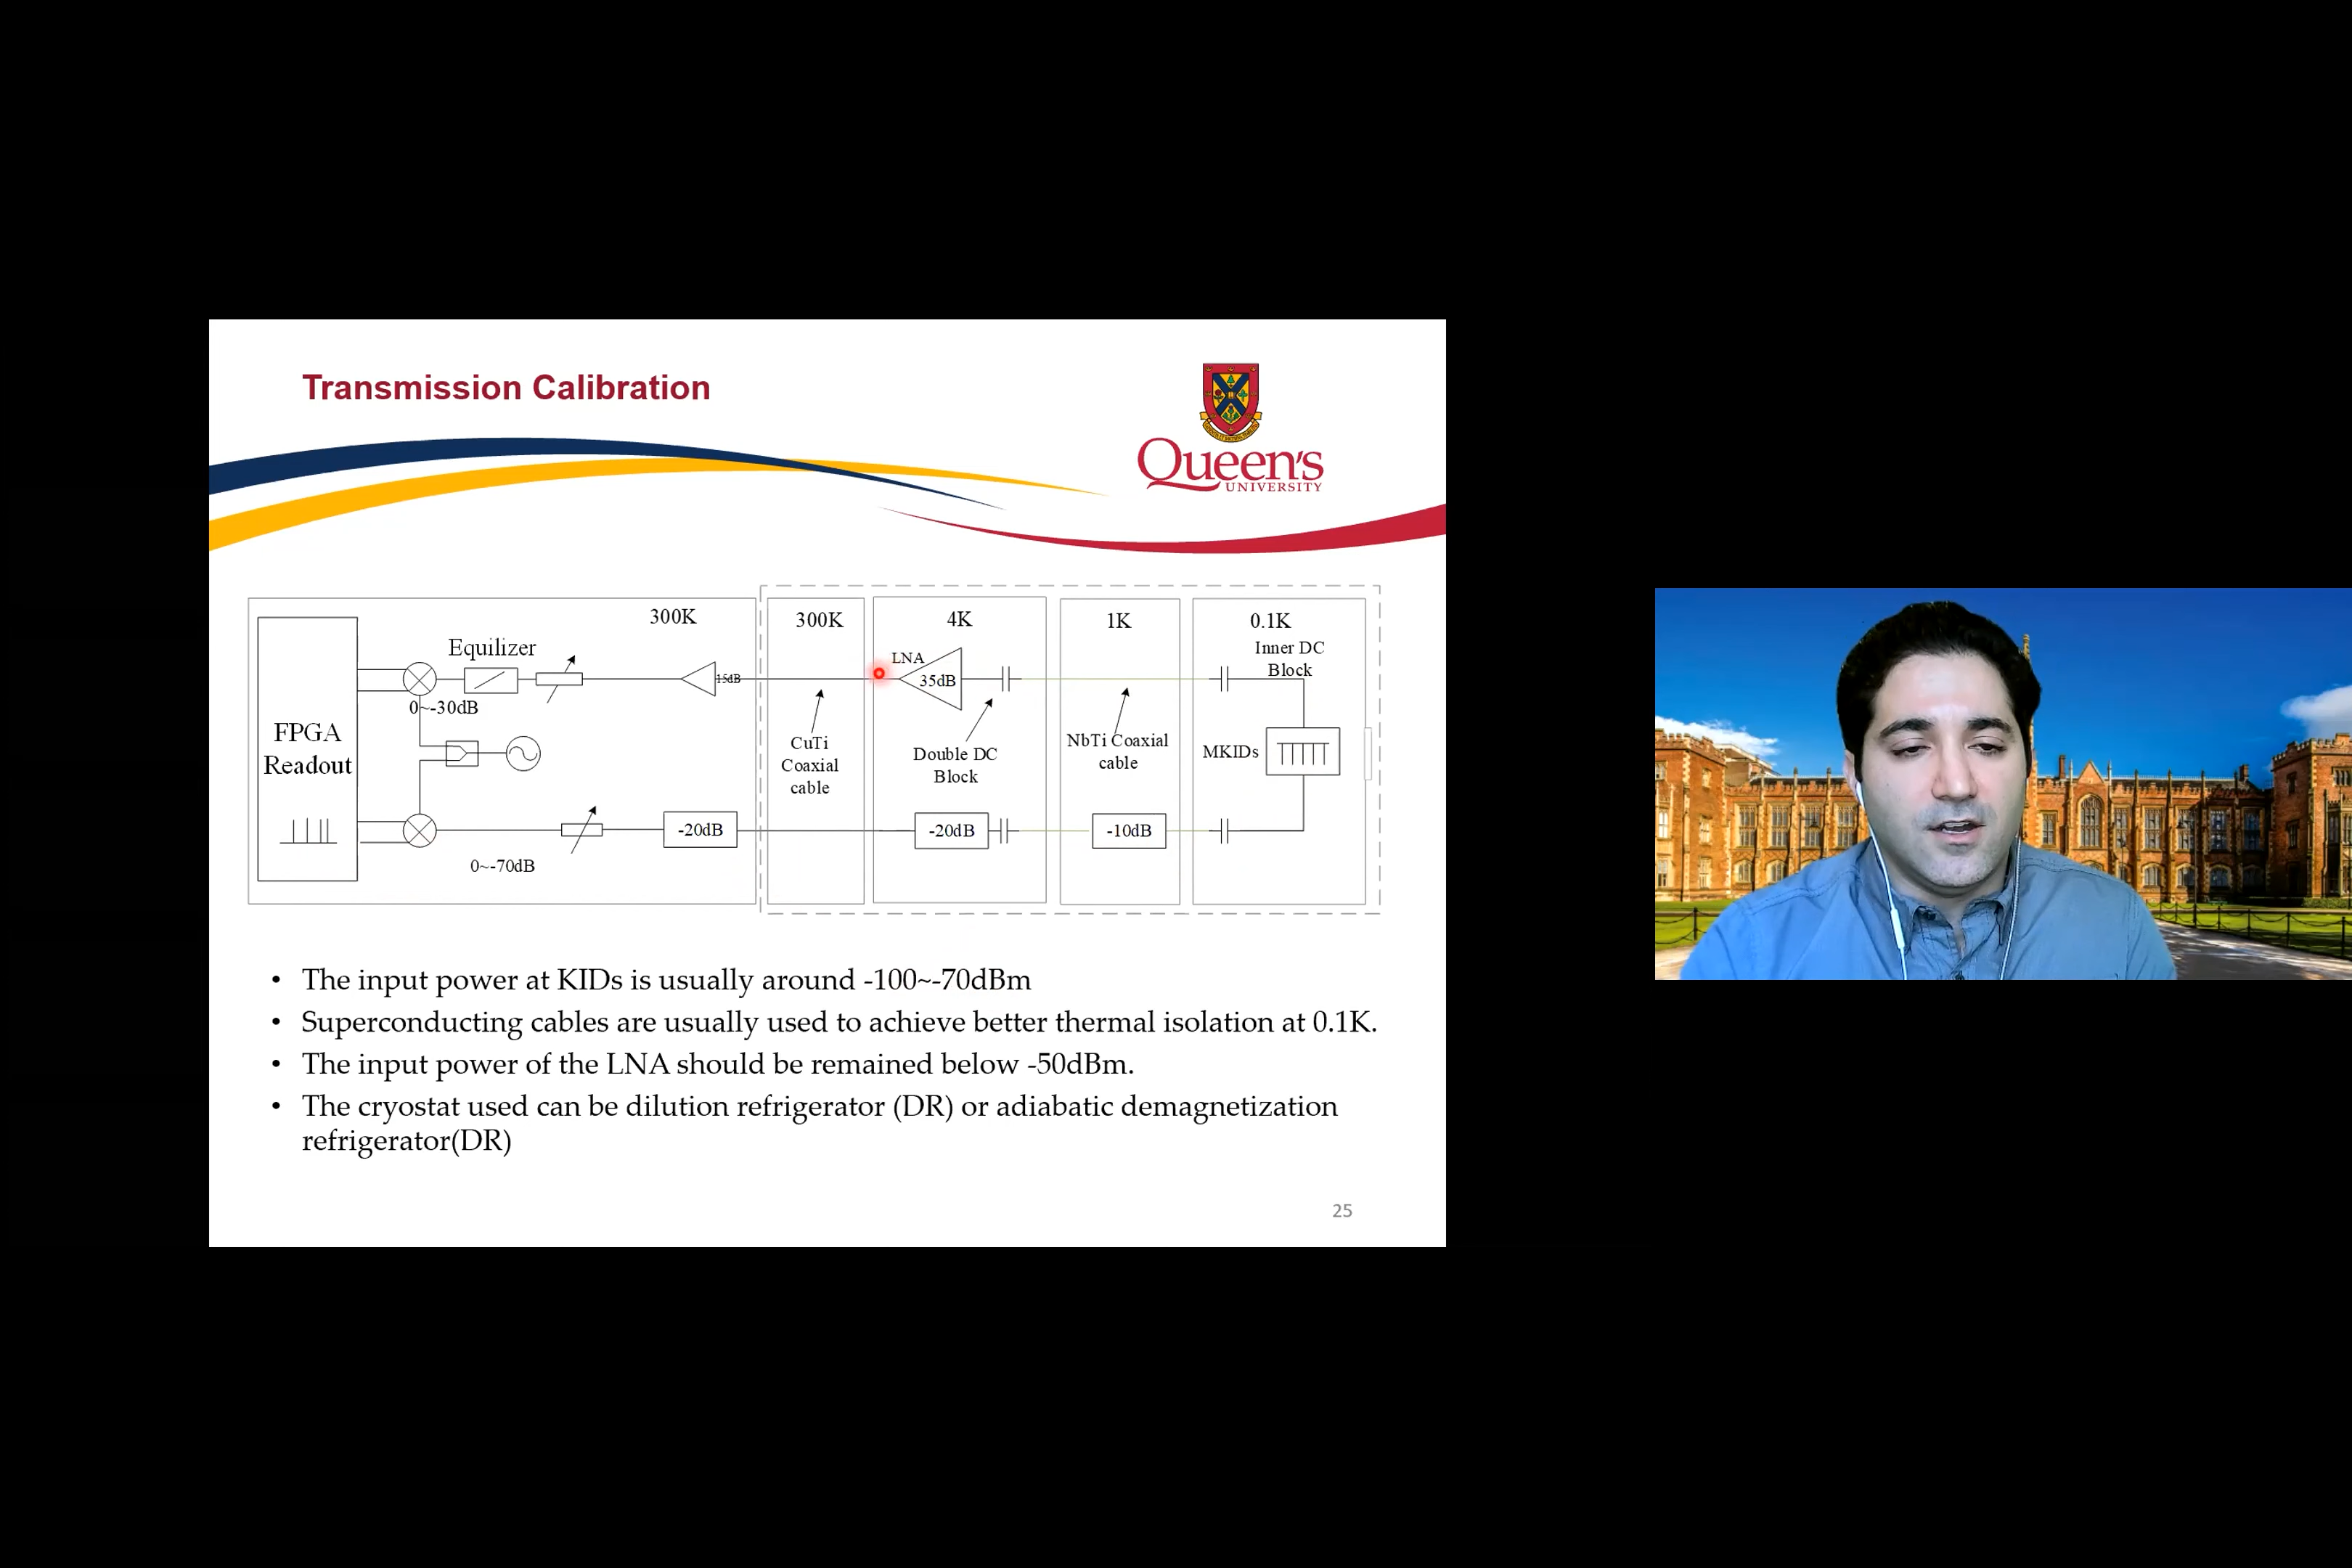 Transmission Calibration
Queen's
UNIVERSITY
300K
300K
4K
1K
0.1K
Equilizer
LNA
Inner DC
Block
15dB
35dB
0~-30dB
FPGA
Readout
CuTi
Coaxial
cable
Double DC
Block
NbTi Coaxial
cable
MKIDs
-20dB
-20dB
-10dB
0~-70dB
• The input power at KIDs is usually around -100~-70dBm
• Superconducting cables are usually used to achieve better thermal isolation at 0.1K.
• The input power of the LNA should be remained below -50dBm.
• The cryostat used can be dilution refrigerator (DR) or adiabatic demagnetization
refrigerator(DR)
25